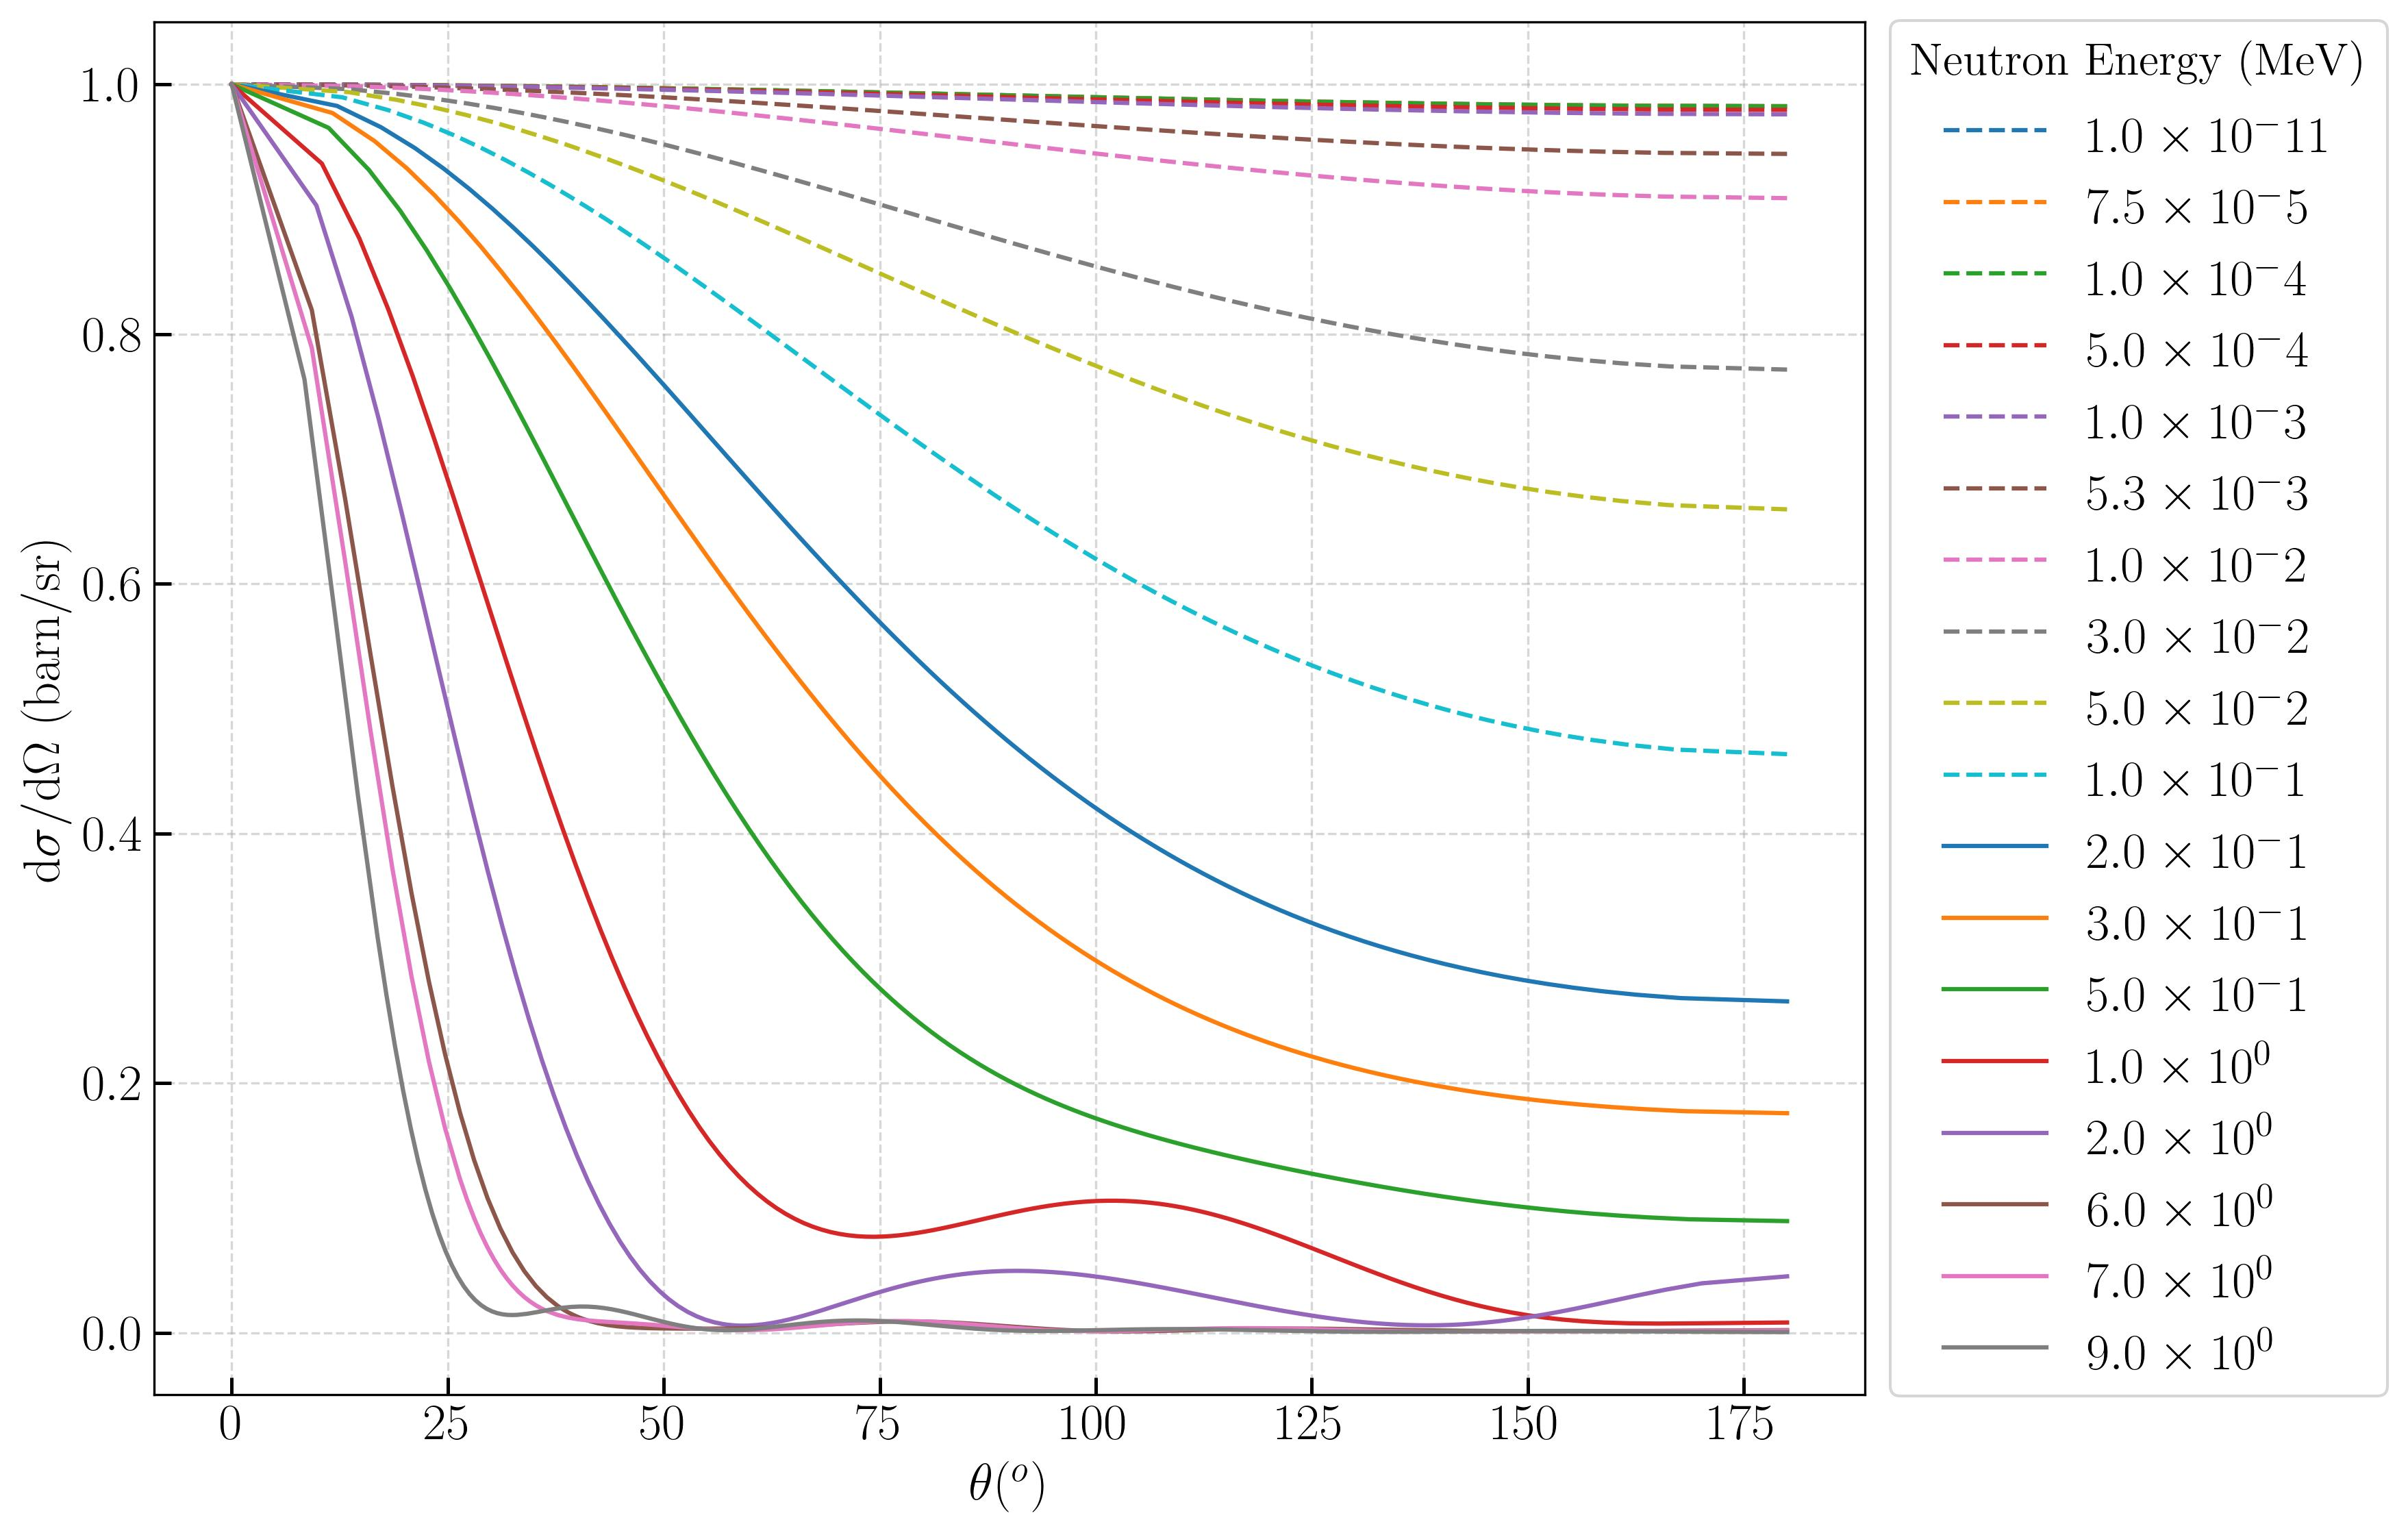 dσ/dΩ (barn/sr)
1.0
0.8
0.6
0.4
0.2
0.0
0 25 50 75 100 125 150 175
θ(º)
Neutron Energy (MeV)
1.0 × 10⁻11
7.5 × 10⁻5
1.0 × 10⁻4
5.0 × 10⁻4
1.0 × 10⁻3
5.3 × 10⁻3
1.0 × 10⁻2
3.0 × 10⁻2
5.0 × 10⁻2
1.0 × 10⁻1
2.0 × 10⁻1
3.0 × 10⁻1
5.0 × 10⁻1
1.0 × 10⁰
2.0 × 10⁰
6.0 × 10⁰
7.0 × 10⁰
9.0 × 10⁰